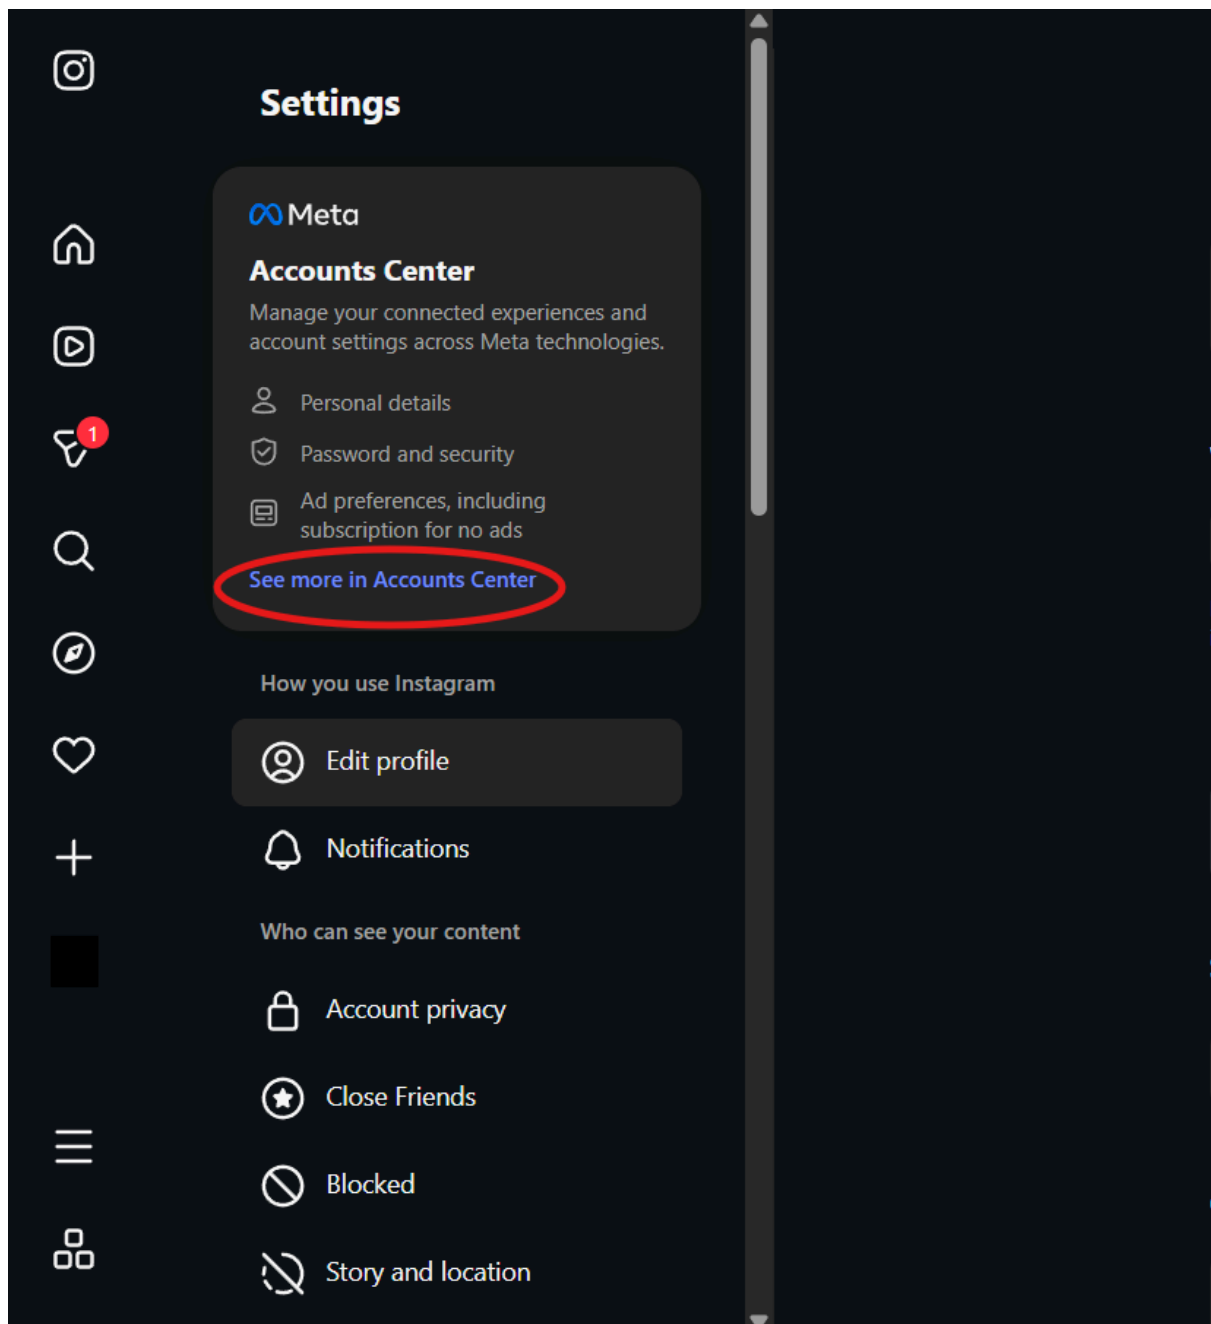 Settings
Meta
Accounts Center
Manage your connected experiences and
account settings across Meta technologies.
Personal details
Password and security
Ad preferences, including
subscription for no ads
See more in Accounts Center
How you use Instagram
Edit profile
Notifications
Who can see your content
Account privacy
Close Friends
Blocked
Story and location
1